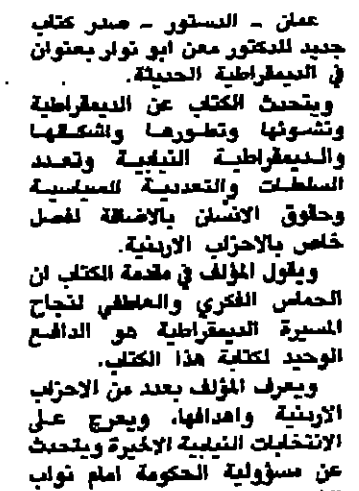 عمان - الدستور - صدر كتاب
جديد للدكتور معن ابو نوار بعنوان
في الديمقراطية الحديثة.
ويتحدث الكتاب عن الديمقراطية
ونشوئها وتطورها واشكالها
والديمقراطية النيابية وتعدد
السلطات والتعددية السياسية
وحقوق الانسان بالاضافة لفصل
خاص بالاحزاب الاردنية.
ويقول المؤلف في مقدمة الكتاب ان
الحماس الفكري والعاطفي لنجاح
المسيرة الديمقراطية هو الدافع
الوحيد لكتابة هذا الكتاب.
ويعرف المؤلف بعدد من الاحزاب
الاردنية واهدافها، ويعرج على
الانتخابات النيابية الاخيرة ويتحدث
عن مسؤولية الحكومة امام نواب